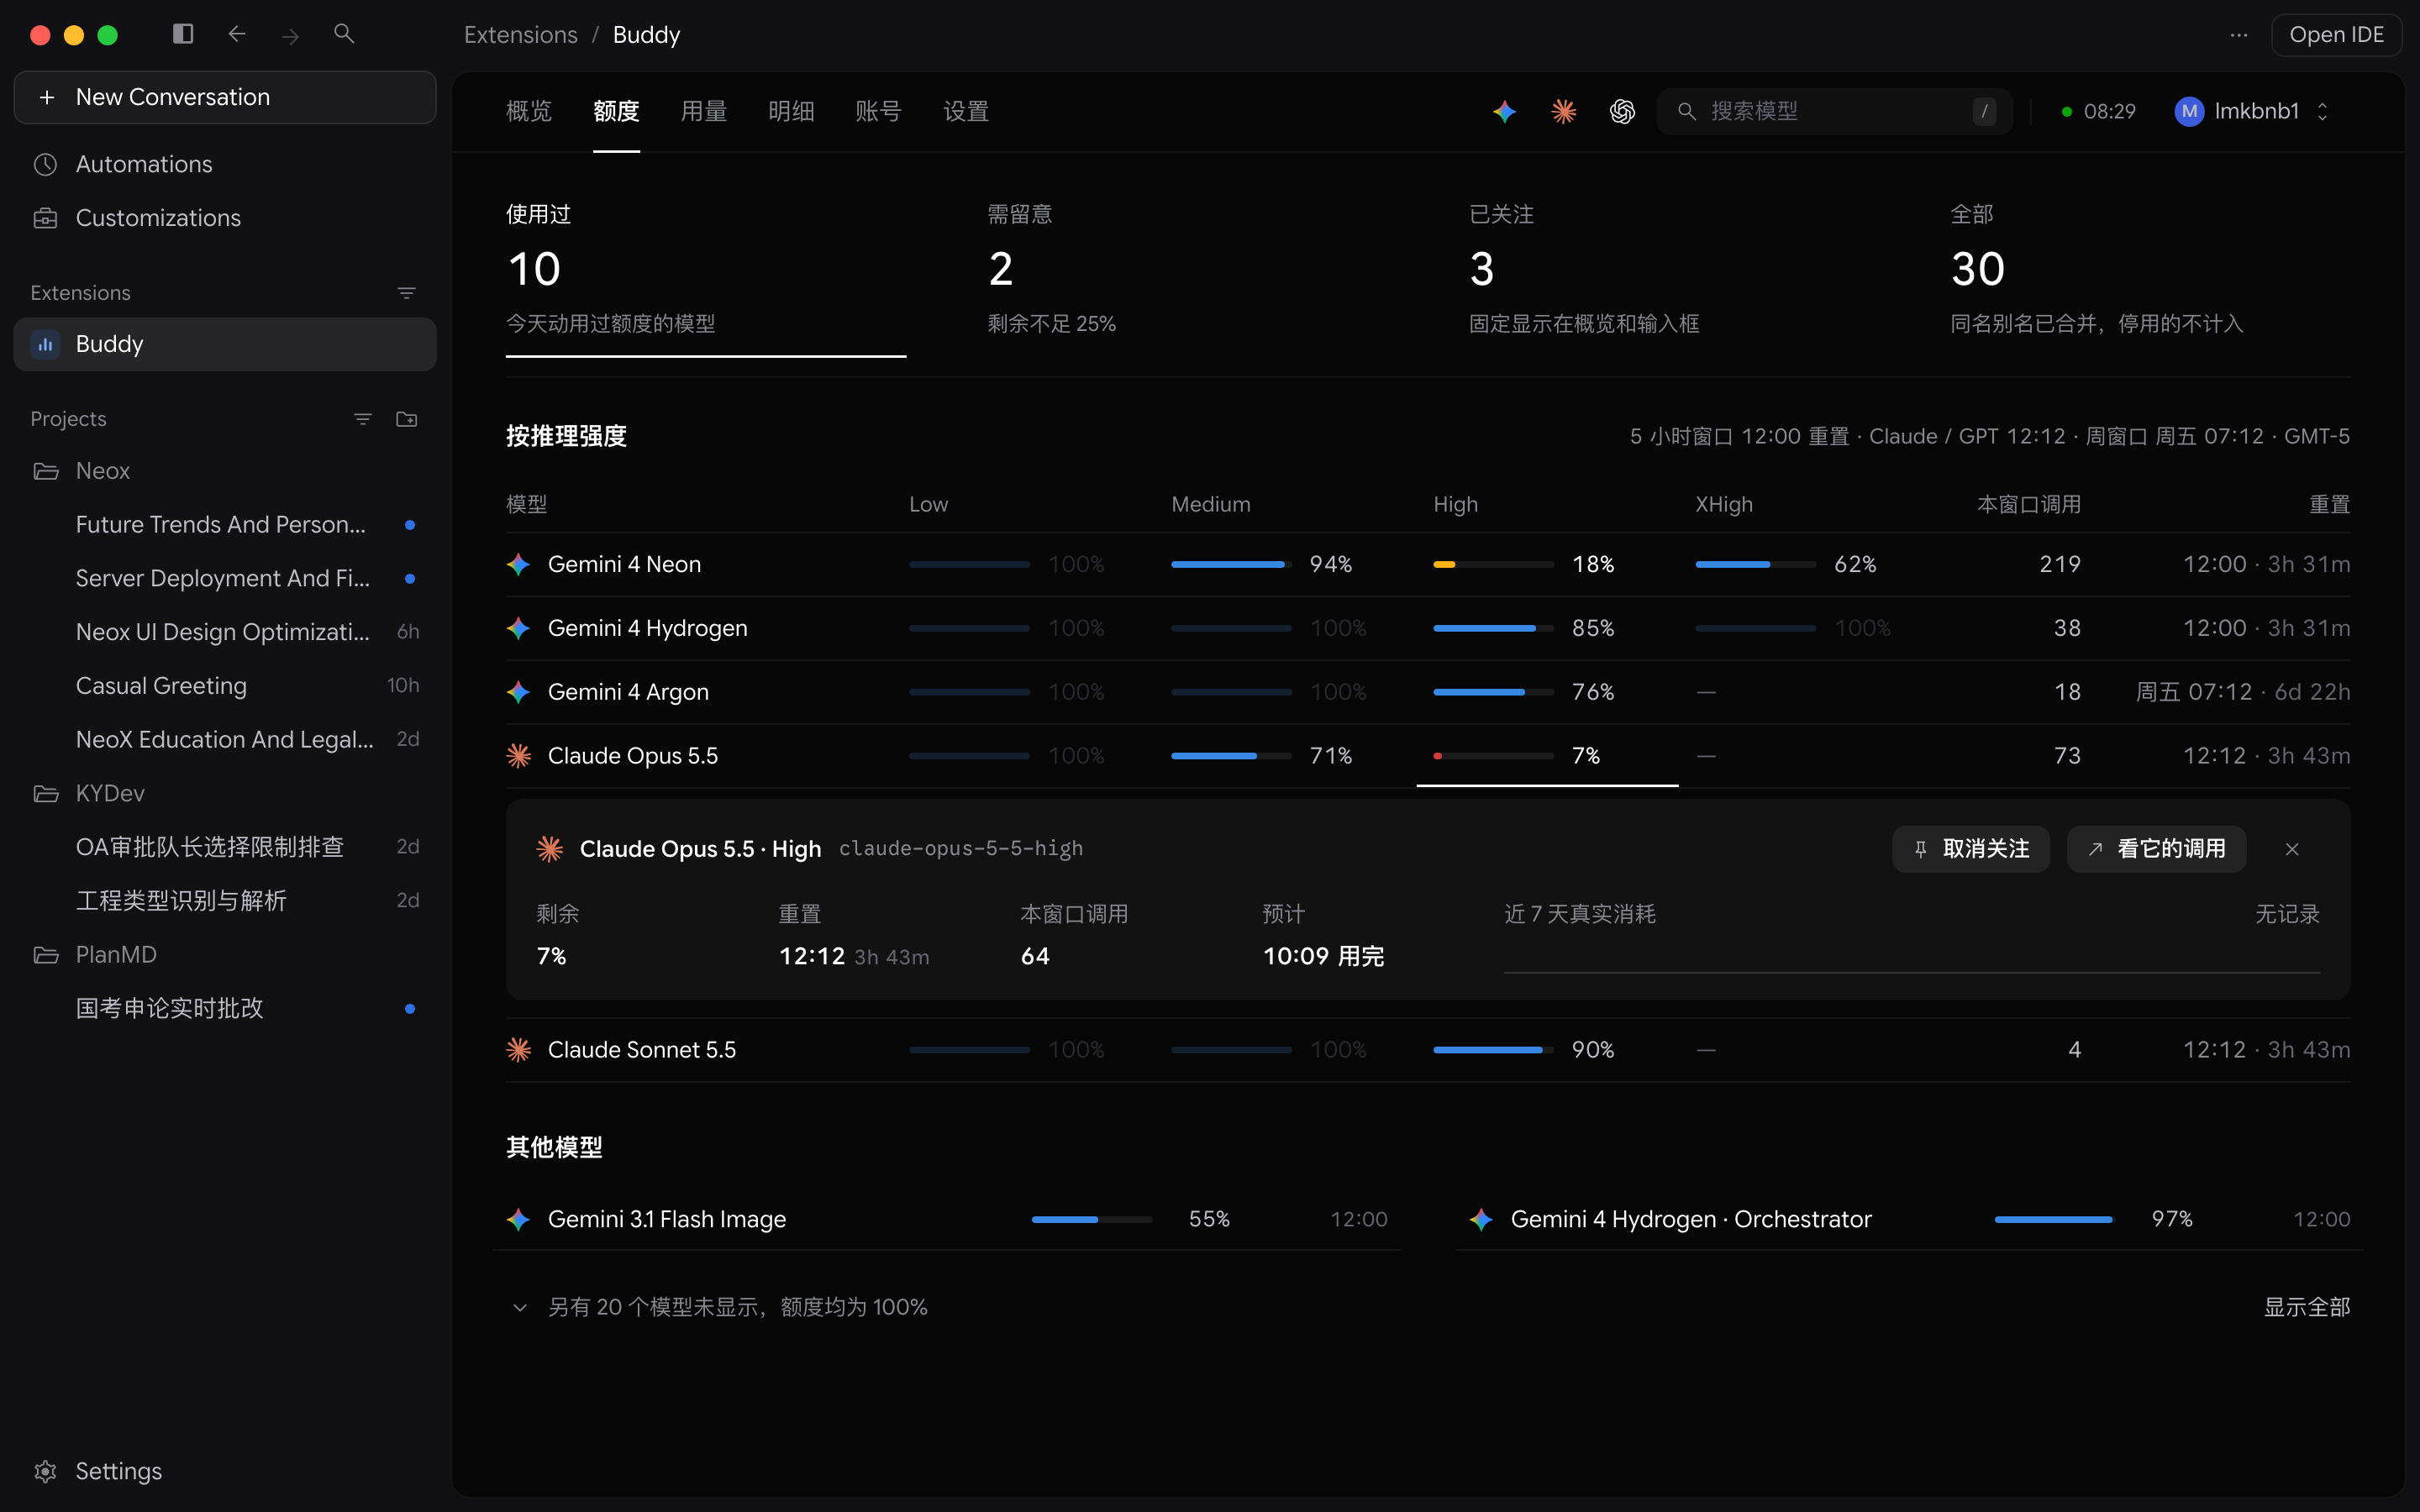 Extensions / Buddy
Open IDE
New Conversation
Automations
Customizations
Extensions
Buddy
Projects
Neox
Future Trends And Person...
Server Deployment And Fi...
Neox UI Design Optimizati... 6h
Casual Greeting 10h
NeoX Education And Legal... 2d
KYDev
OA审批队长选择限制排查 2d
工程类型识别与解析 2d
PlanMD
国考申论实时批改
Settings
概览 额度 用量 明细 账号 设置
搜索模型 /
08:29
M lmkbnb1
使用过
10
今天动用过额度的模型
需留意
2
剩余不足 25%
已关注
3
固定显示在概览和输入框
全部
30
同名别名已合并，停用的不计入
按推理强度
5 小时窗口 12:00 重置 · Claude / GPT 12:12 · 周窗口 周五 07:12 · GMT-5
模型 Low Medium High XHigh 本窗口调用 重置
Gemini 4 Neon 100% 94% 18% 62% 219 12:00 · 3h 31m
Gemini 4 Hydrogen 100% 100% 85% 100% 38 12:00 · 3h 31m
Gemini 4 Argon 100% 100% 76% — 18 周五 07:12 · 6d 22h
Claude Opus 5.5 100% 71% 7% — 73 12:12 · 3h 43m
Claude Opus 5.5 · High claude-opus-5-5-high
取消关注
看它的调用
剩余 重置 本窗口调用 预计 近 7 天真实消耗 无记录
7% 12:12 3h 43m 64 10:09 用完
Claude Sonnet 5.5 100% 100% 90% — 4 12:12 · 3h 43m
其他模型
Gemini 3.1 Flash Image 55% 12:00
Gemini 4 Hydrogen · Orchestrator 97% 12:00
另有 20 个模型未显示，额度均为 100%
显示全部